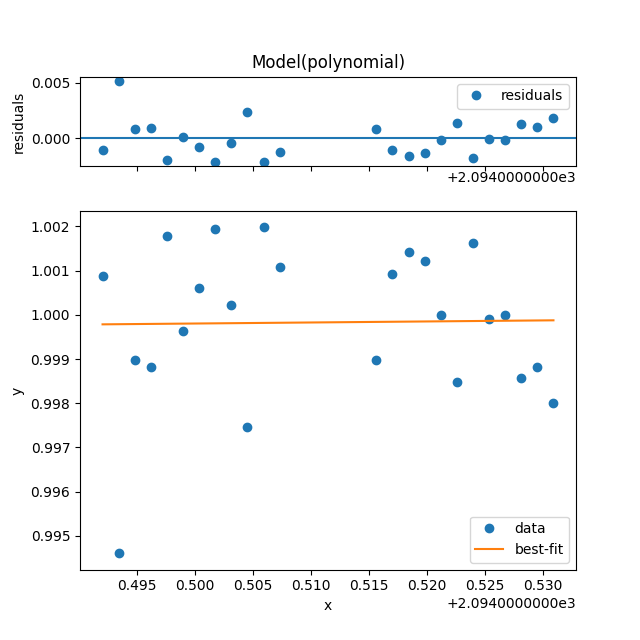 Model(polynomial)
0.005
0.000
residuals
residuals
+2.0940000000e3
1.002
1.001
1.000
0.999
0.998
0.997
0.996
0.995
y
data
best-fit
0.495 0.500 0.505 0.510 0.515 0.520 0.525 0.530
x
+2.0940000000e3